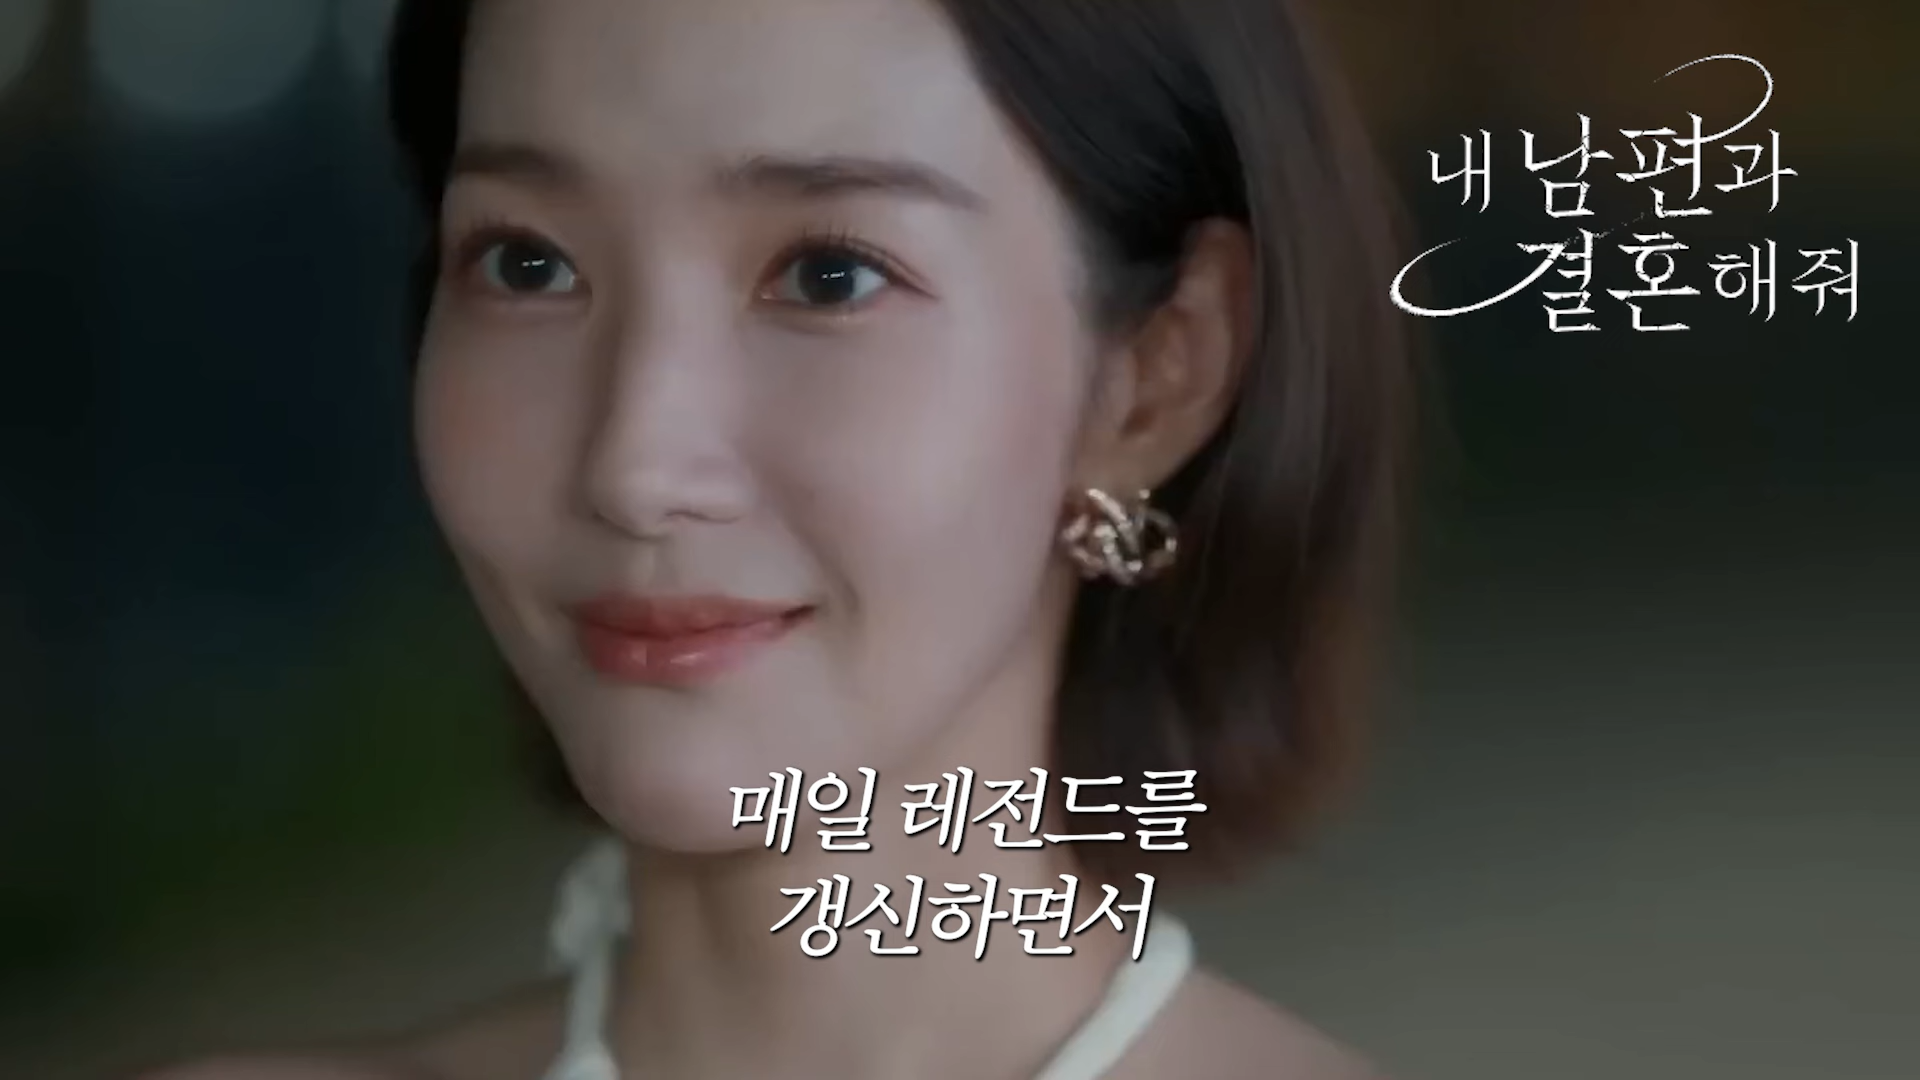 내 남편과
결혼해줘
매일 레전드를
갱신하면서